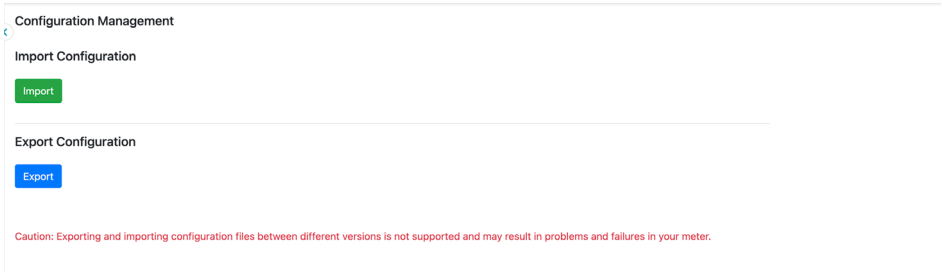 Configuration Management
Import Configuration
Import
Export Configuration
Export
Caution: Exporting and importing configuration files between different versions is not supported and may result in problems and failures in your meter.